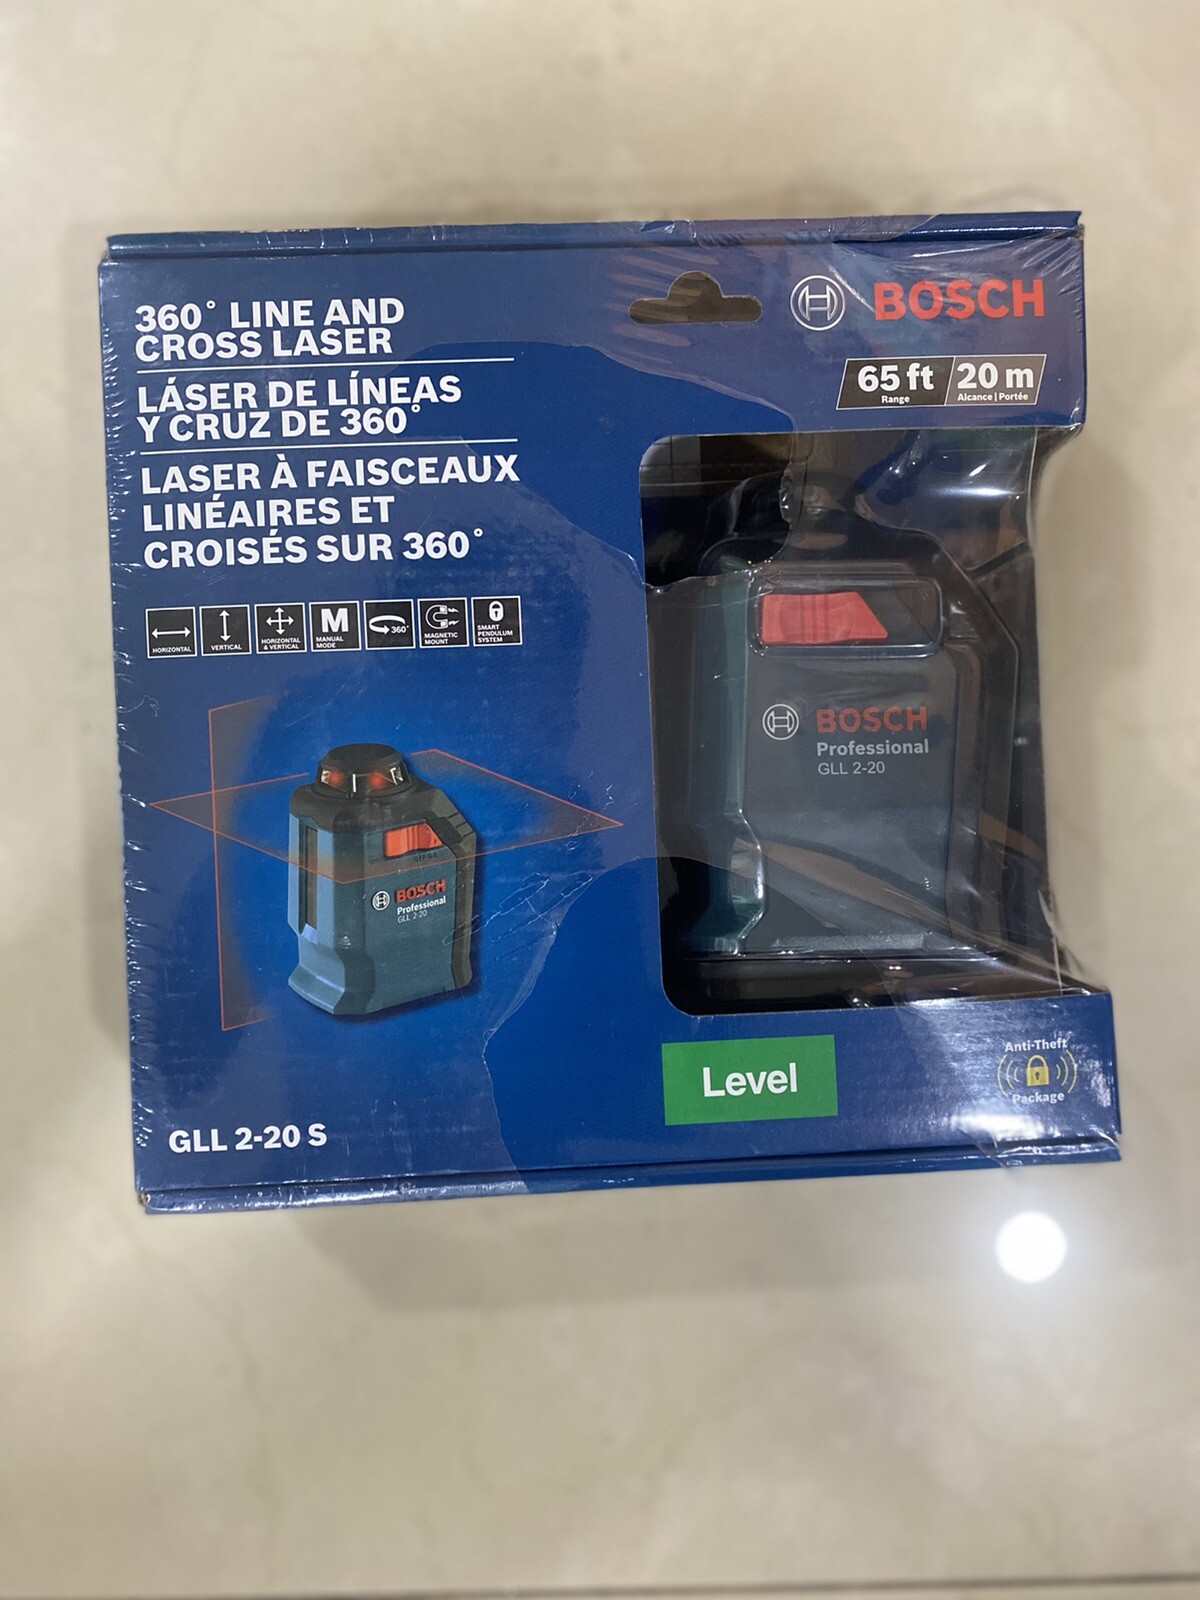 360° LINE AND
CROSS LASER
LÁSER DE LÍNEAS
Y CRUZ DE 360°
LASER À FAISCEAUX
LINÉAIRES ET
CROISÉS SUR 360°
HORIZONTAL
VERTICAL
HORIZONTAL
& VERTICAL
M
MANUAL
MODE
360°
MAGNETIC
MOUNT
SMART
PENDULUM
SYSTEM
BOSCH
65 ft
Range
20 m
Alcance | Portée
BOSCH
Professional
GLL 2-20
BOSCH
Professional
GLL 2-20
Level
Anti-Theft
Package
GLL 2-20 S